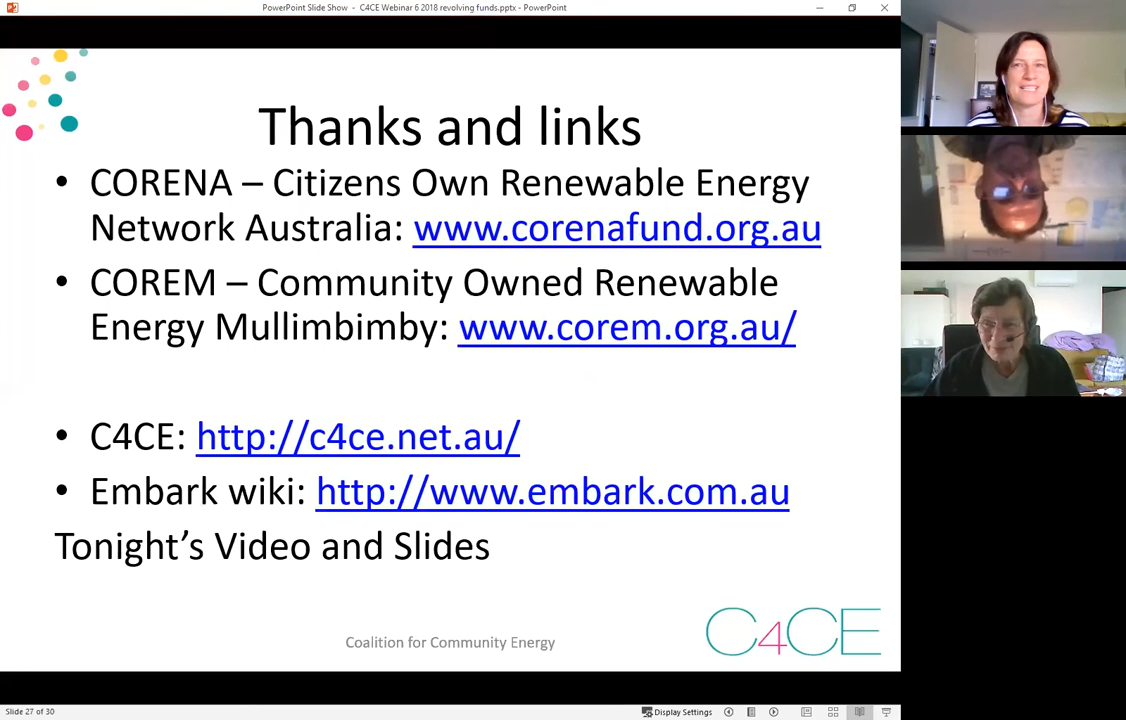 PowerPoint Slide Show - C4CE Webinar 6 2018 revolving funds.pptx - PowerPoint
Thanks and links
• CORENA – Citizens Own Renewable Energy
Network Australia: www.corenafund.org.au
• COREM – Community Owned Renewable
Energy Mullimbimby: www.corem.org.au/
• C4CE: http://c4ce.net.au/
• Embark wiki: http://www.embark.com.au
Tonight’s Video and Slides
Coalition for Community Energy
C4CE
Slide 27 of 30
Display Settings